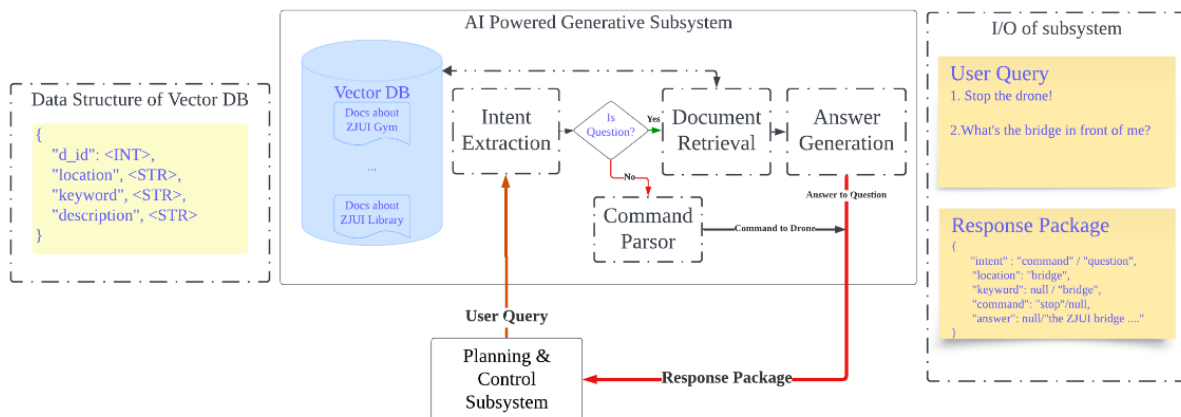 AI Powered Generative Subsystem
Data Structure of Vector DB
{
"d_id": <INT>,
"location", <STR>,
"keyword", <STR>,
"description", <STR>
}
Vector DB
Docs about
ZJUI Gym
...
Docs about
ZJUI Library
Intent
Extraction
Is
Question?
Yes
No
Document
Retrieval
Answer
Generation
Command
Parsor
Command to Drone
Answer to Question
User Query
Planning &
Control
Subsystem
Response Package
I/O of subsystem
User Query
1. Stop the drone!
2.What's the bridge in front of me?
Response Package
{
"intent" : "command" / "question",
"location": "bridge",
"keyword": null / "bridge",
"command": "stop"/null,
"answer": null/"the ZJUI bridge ...."
}